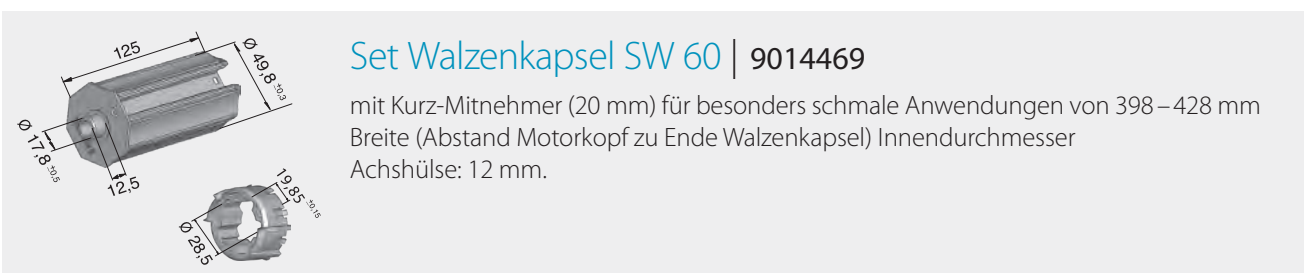 125
Ø 49,8 ±0,3
Ø 17,8 ±0,5
12,5
19,85 ±0,15
Ø 28,5
Set Walzenkapsel SW 60 | 9014469
mit Kurz-Mitnehmer (20 mm) für besonders schmale Anwendungen von 398 – 428 mm
Breite (Abstand Motorkopf zu Ende Walzenkapsel) Innendurchmesser
Achshülse: 12 mm.